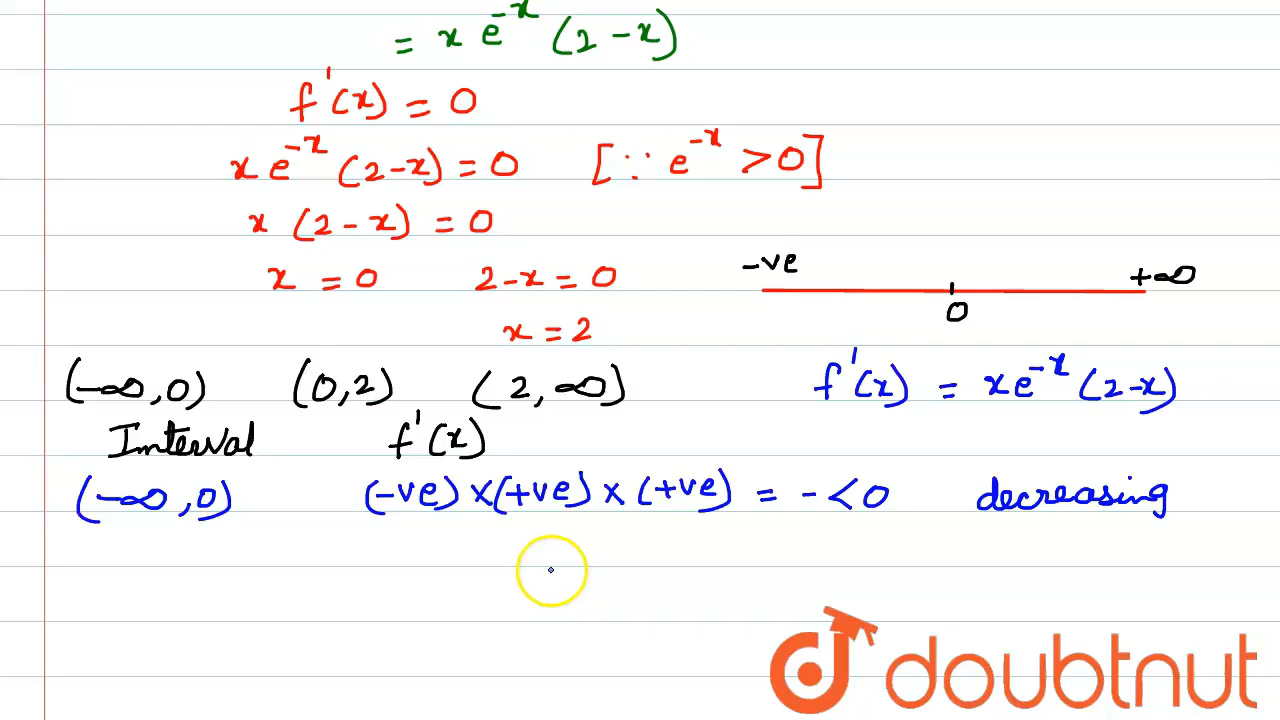 = x e^{-x} (2 - x)
f'(x) = 0
x e^{-x} (2-x) = 0 [∵ e^{-x} > 0]
x (2 - x) = 0
x = 0 2-x = 0
x = 2
-ve +∞
0
(-∞, 0) (0, 2) (2, ∞)
f'(x) = x e^{-x} (2-x)
Interval f'(x)
(-∞, 0) (-ve) × (+ve) × (+ve) = - < 0 decreasing
doubtnut